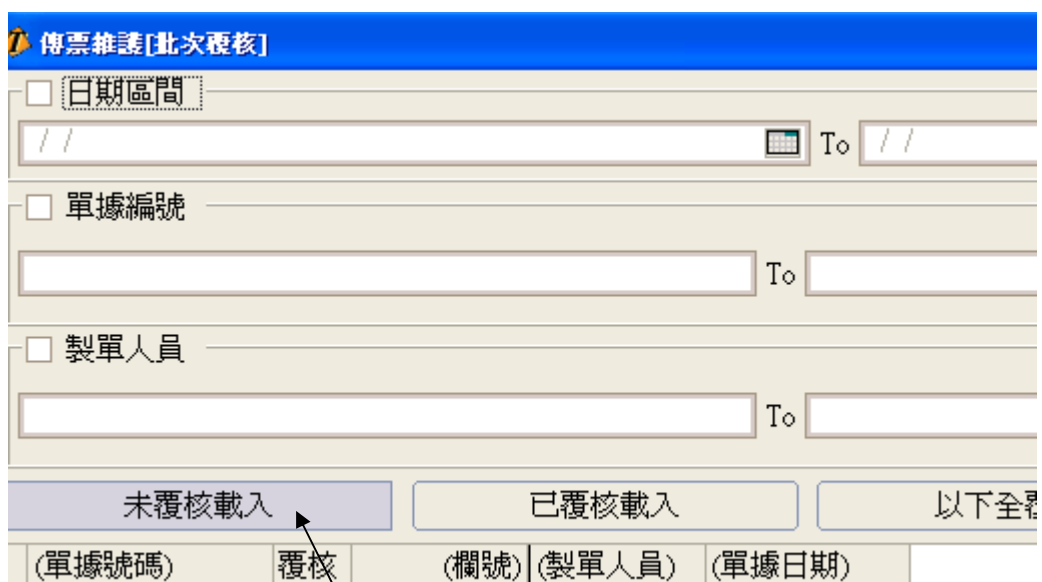 傳票維護[批次覆核]
日期區間
/ / To / /
單據編號
To
製單人員
To
未覆核載入 已覆核載入 以下全覆
(單據號碼) 覆核 (欄號) (製單人員) (單據日期)